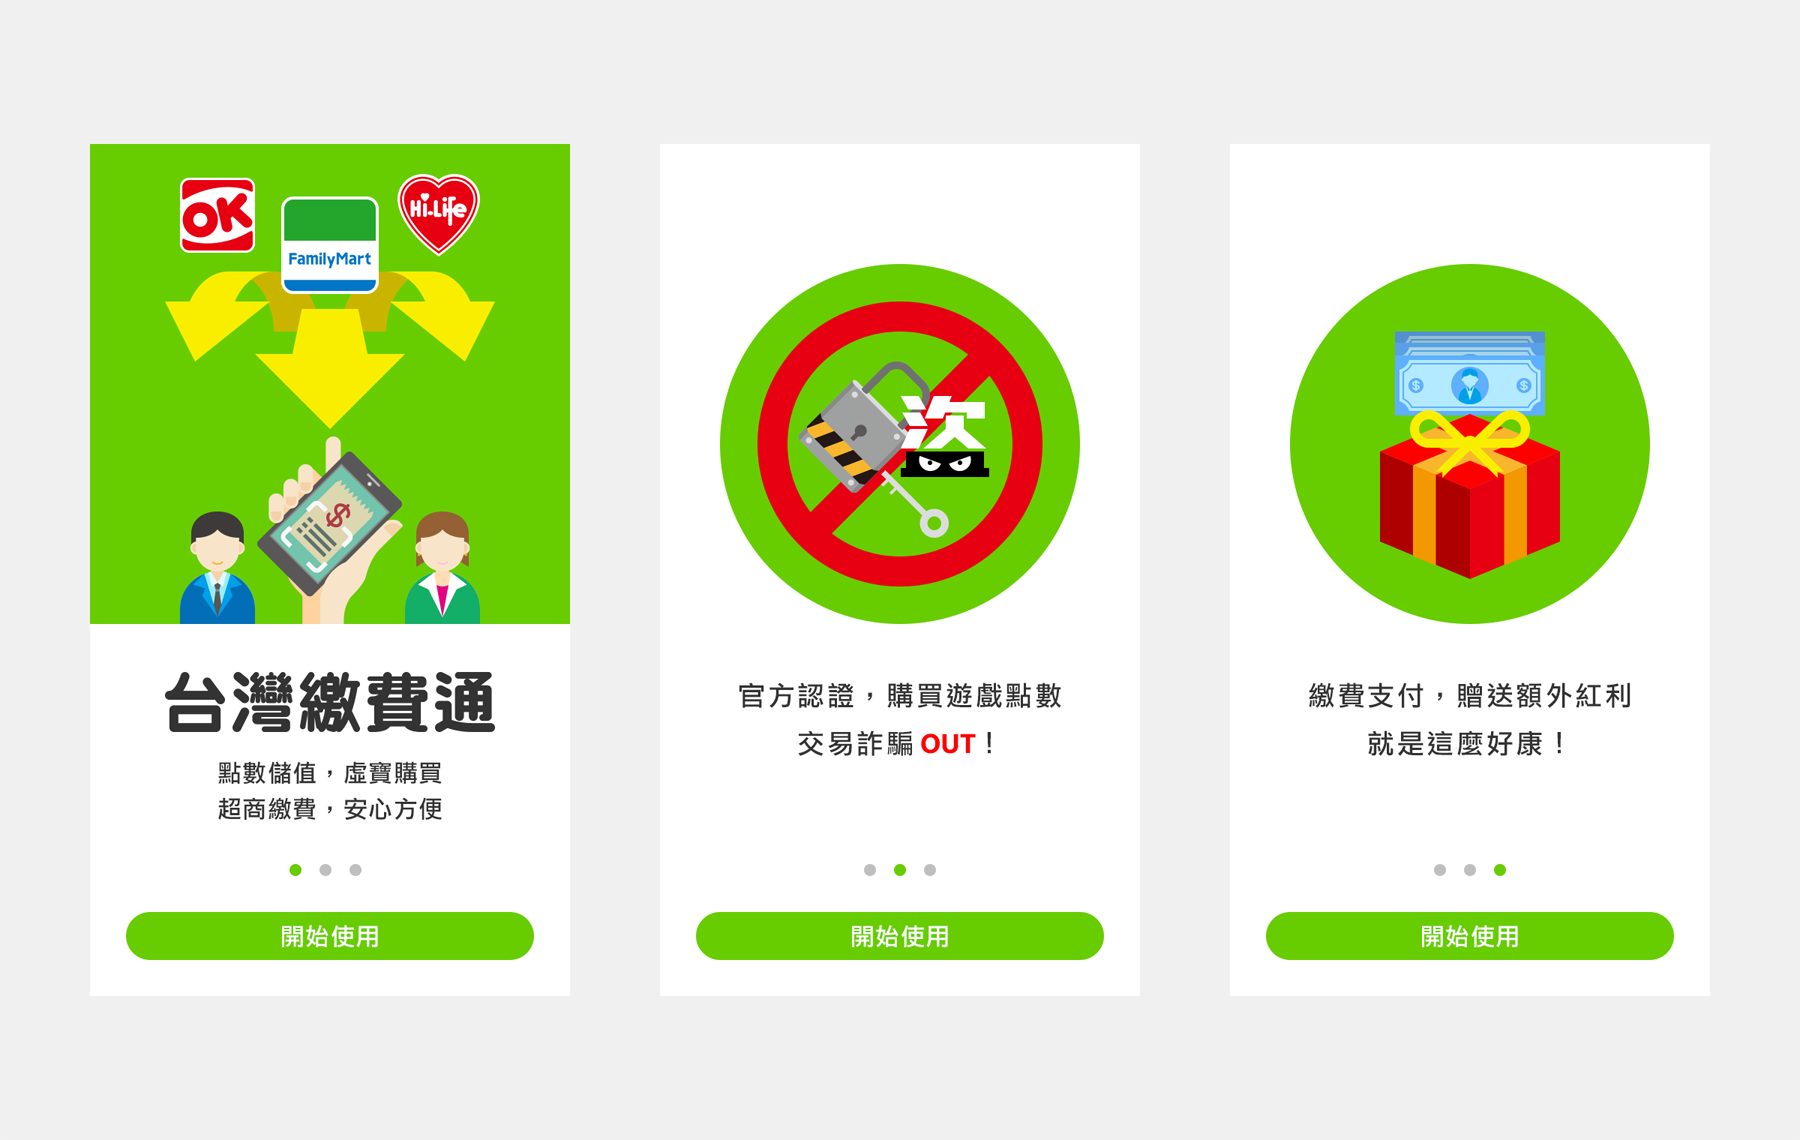 OK
FamilyMart
Hi-Life
$
台灣繳費通
點數儲值，虛寶購買
超商繳費，安心方便
開始使用
次
官方認證，購買遊戲點數
交易詐騙 OUT！
開始使用
$ $
繳費支付，贈送額外紅利
就是這麼好康！
開始使用